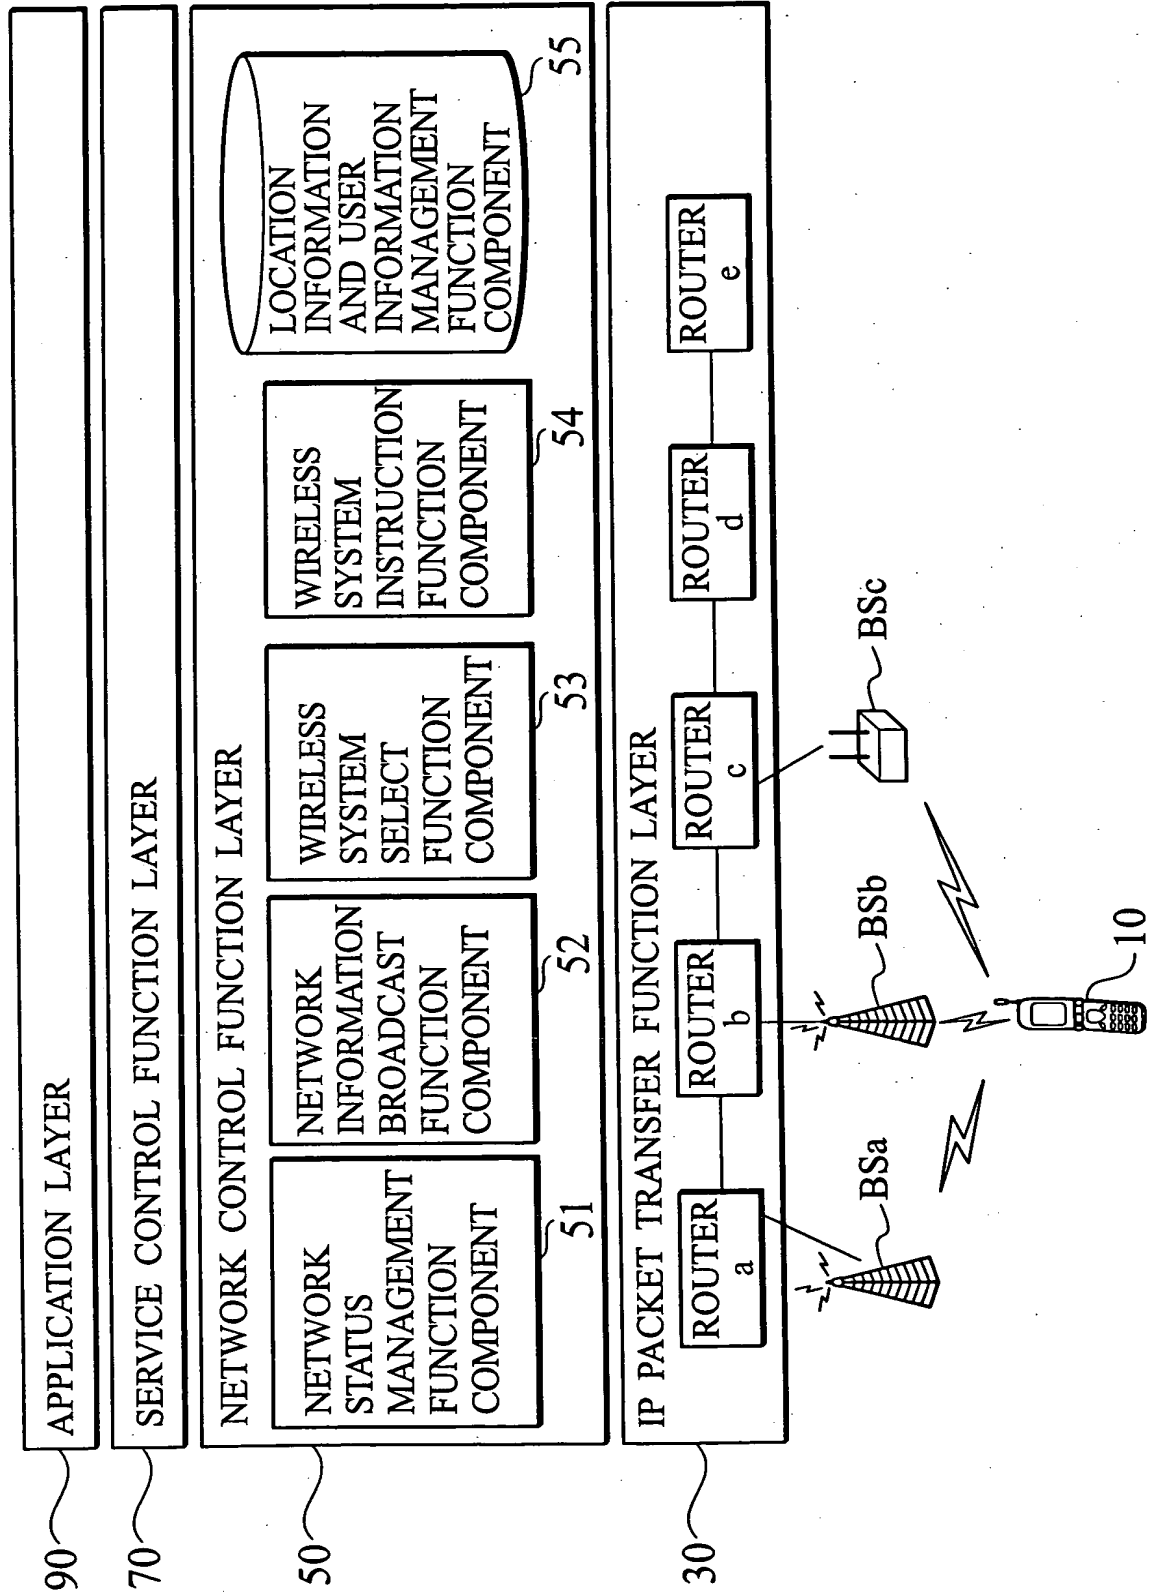 90
APPLICATION LAYER
70
SERVICE CONTROL FUNCTION LAYER
50
NETWORK CONTROL FUNCTION LAYER
NETWORK
STATUS
MANAGEMENT
FUNCTION
COMPONENT
51
NETWORK
INFORMATION
BROADCAST
FUNCTION
COMPONENT
52
WIRELESS
SYSTEM
SELECT
FUNCTION
COMPONENT
53
WIRELESS
SYSTEM
INSTRUCTION
FUNCTION
COMPONENT
54
LOCATION
INFORMATION
AND USER
INFORMATION
MANAGEMENT
FUNCTION
COMPONENT
55
30
IP PACKET TRANSFER FUNCTION LAYER
ROUTER
a
ROUTER
b
ROUTER
c
ROUTER
d
ROUTER
e
BSa
BSb
BSc
10